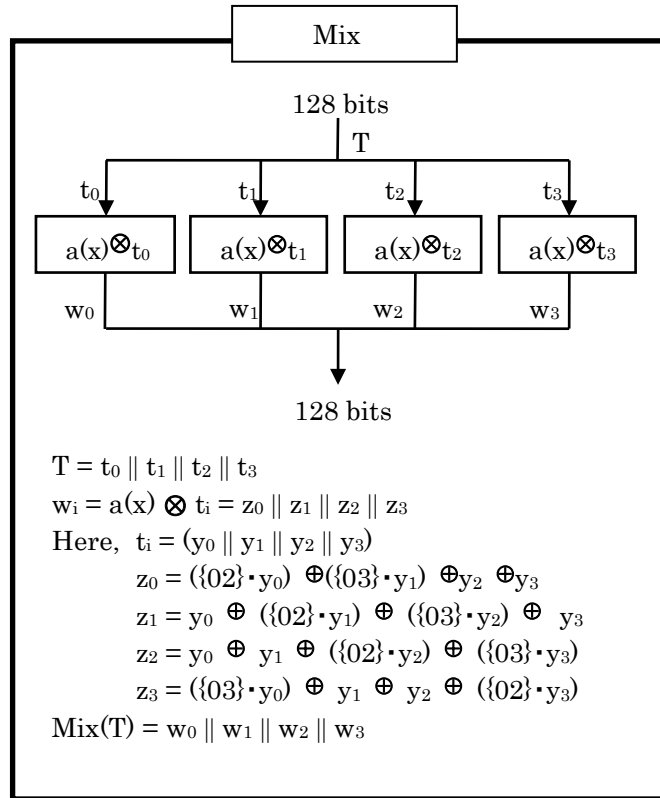 Mix
128 bits
T
t₀ t₁ t₂ t₃
a(x)⊗t₀ a(x)⊗t₁ a(x)⊗t₂ a(x)⊗t₃
w₀ w₁ w₂ w₃
128 bits
T = t₀ || t₁ || t₂ || t₃
wᵢ = a(x) ⊗ tᵢ = z₀ || z₁ || z₂ || z₃
Here, tᵢ = (y₀ || y₁ || y₂ || y₃)
z₀ = ({02}・y₀) ⊕({03}・y₁) ⊕y₂ ⊕y₃
z₁ = y₀ ⊕ ({02}・y₁) ⊕ ({03}・y₂) ⊕ y₃
z₂ = y₀ ⊕ y₁ ⊕ ({02}・y₂) ⊕ ({03}・y₃)
z₃ = ({03}・y₀) ⊕ y₁ ⊕ y₂ ⊕ ({02}・y₃)
Mix(T) = w₀ || w₁ || w₂ || w₃